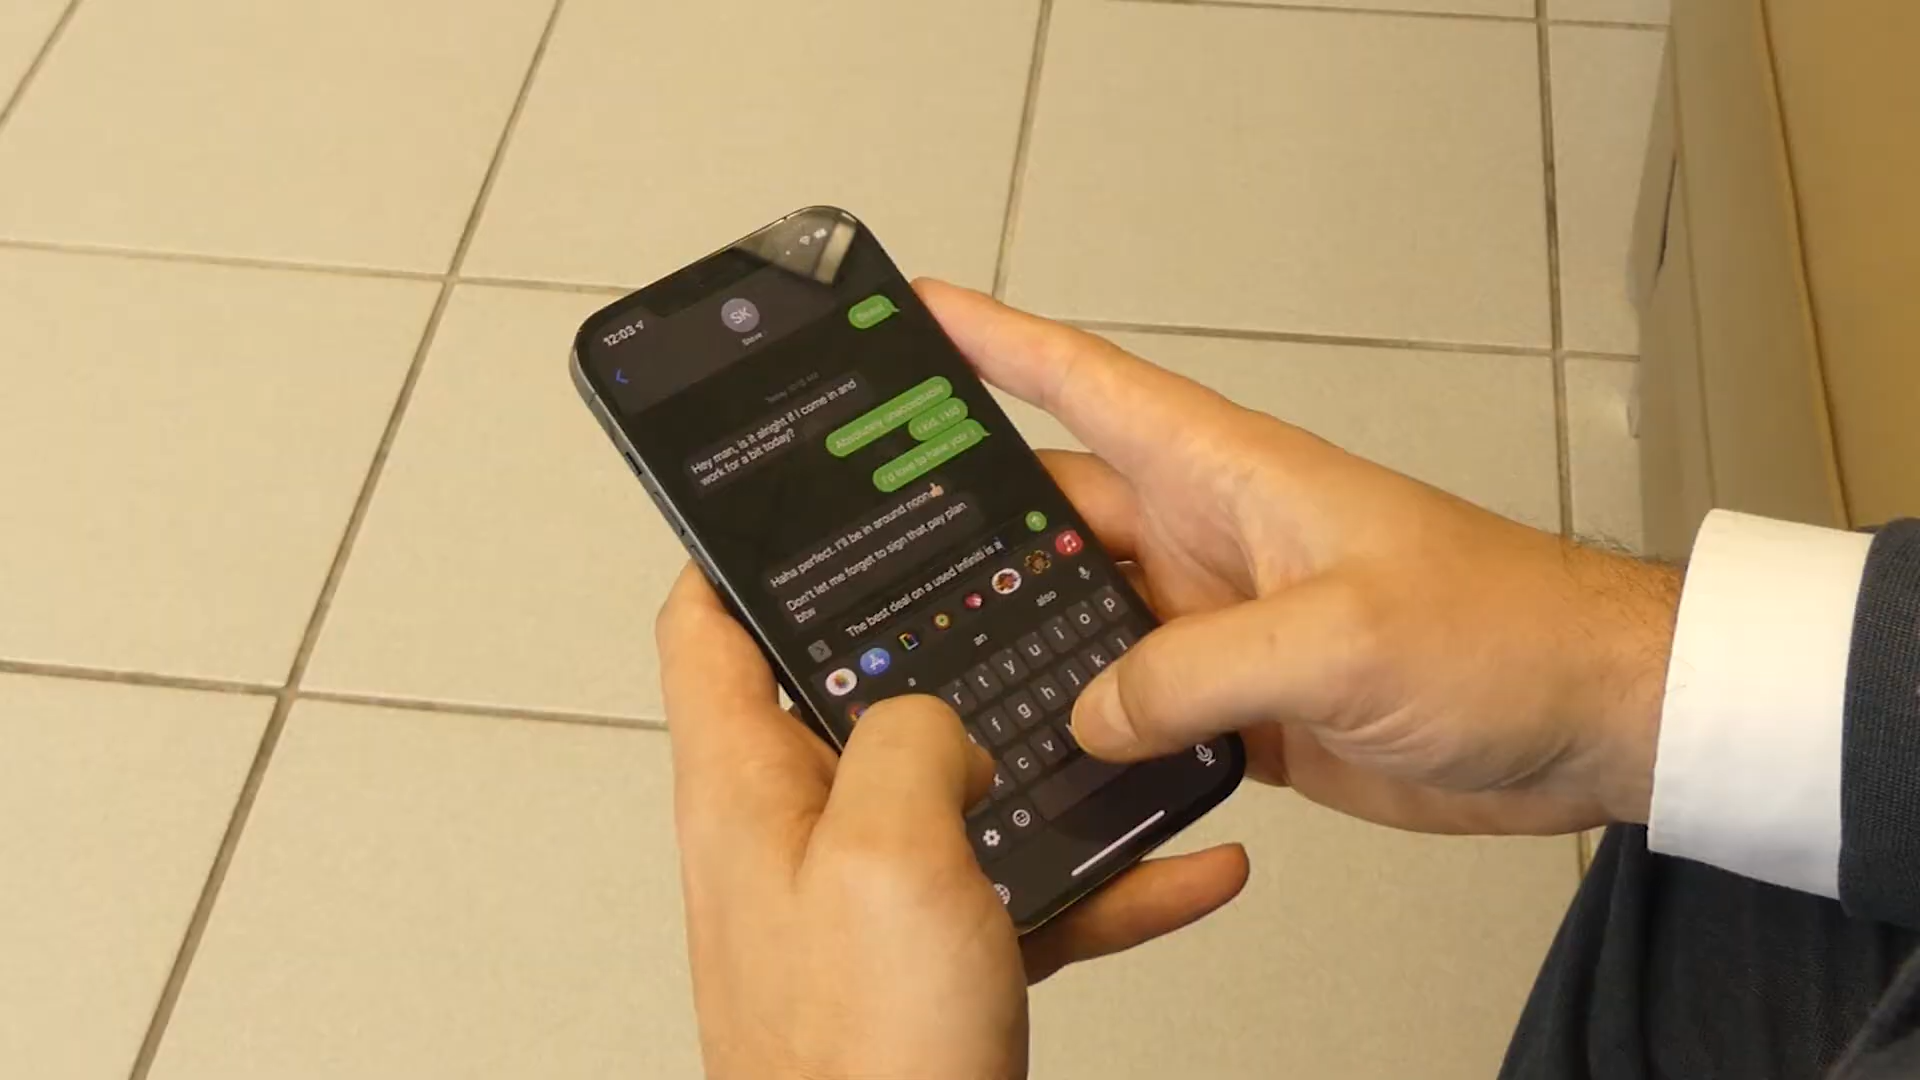 12:03
SK
Steve
Hey man, is it alright if I come in and
work for a bit today?
Absolutely unacceptable
I kid, I kid
I'd love to have you :)
Haha perfect. I'll be in around noon👍🏼
Don't let me forget to sign that pay plan
btw
The best deal on a used Infiniti is a
a an also
r t y u i o p
f g h j k l
x c v